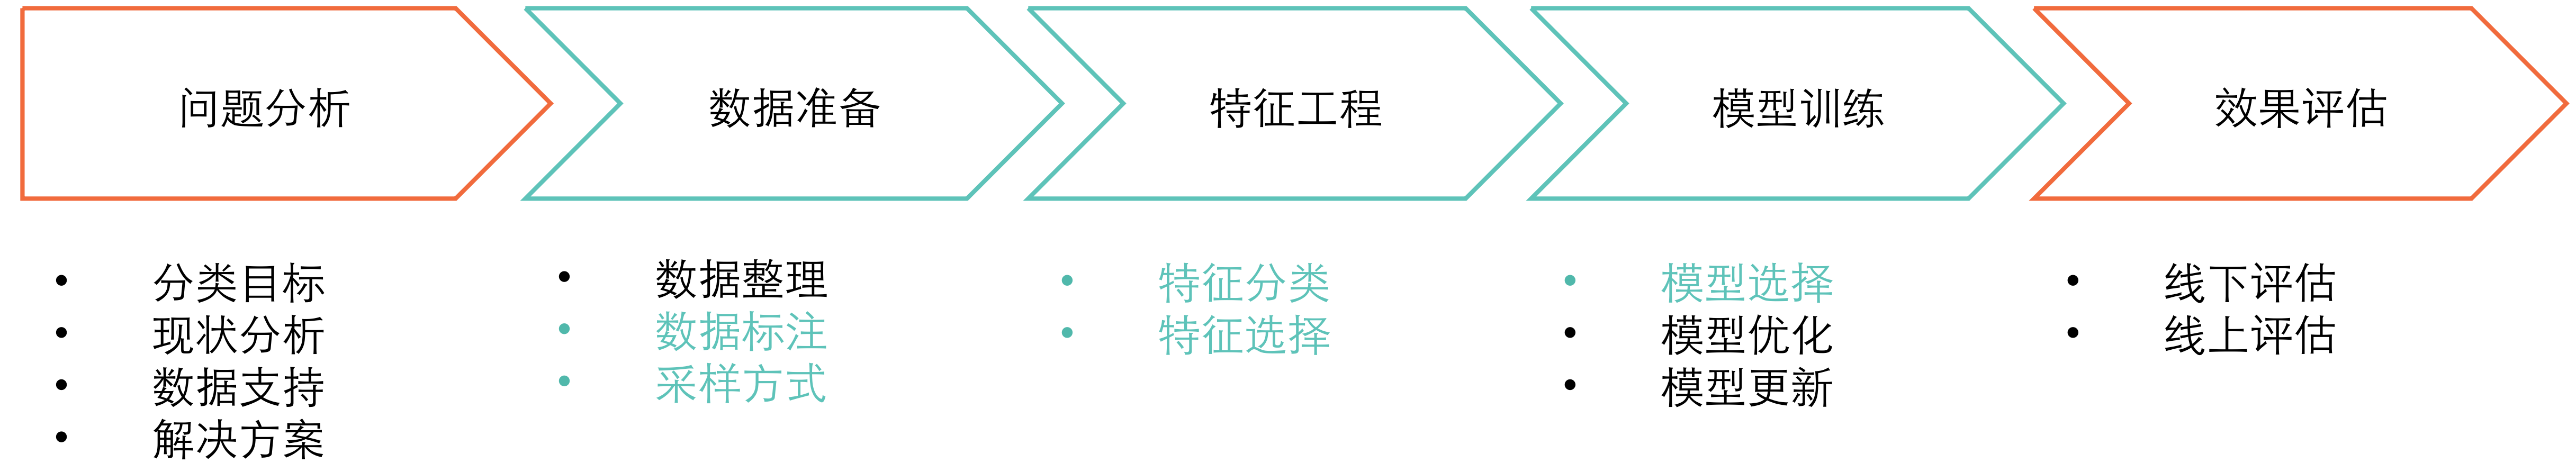 问题分析
数据准备
特征工程
模型训练
效果评估
• 分类目标
• 现状分析
• 数据支持
• 解决方案
• 数据整理
• 数据标注
• 采样方式
• 特征分类
• 特征选择
• 模型选择
• 模型优化
• 模型更新
• 线下评估
• 线上评估